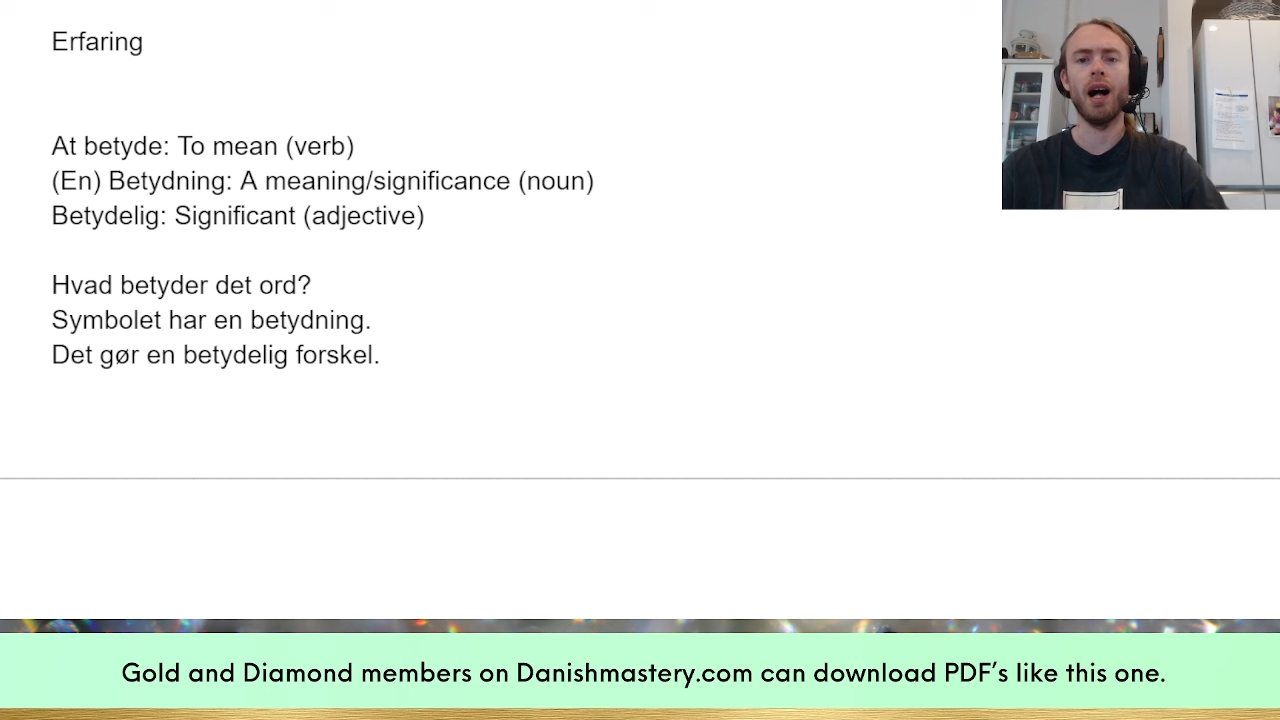 Erfaring
At betyde: To mean (verb)
(En) Betydning: A meaning/significance (noun)
Betydelig: Significant (adjective)
Hvad betyder det ord?
Symbolet har en betydning.
Det gør en betydelig forskel.
Gold and Diamond members on Danishmastery.com can download PDF’s like this one.